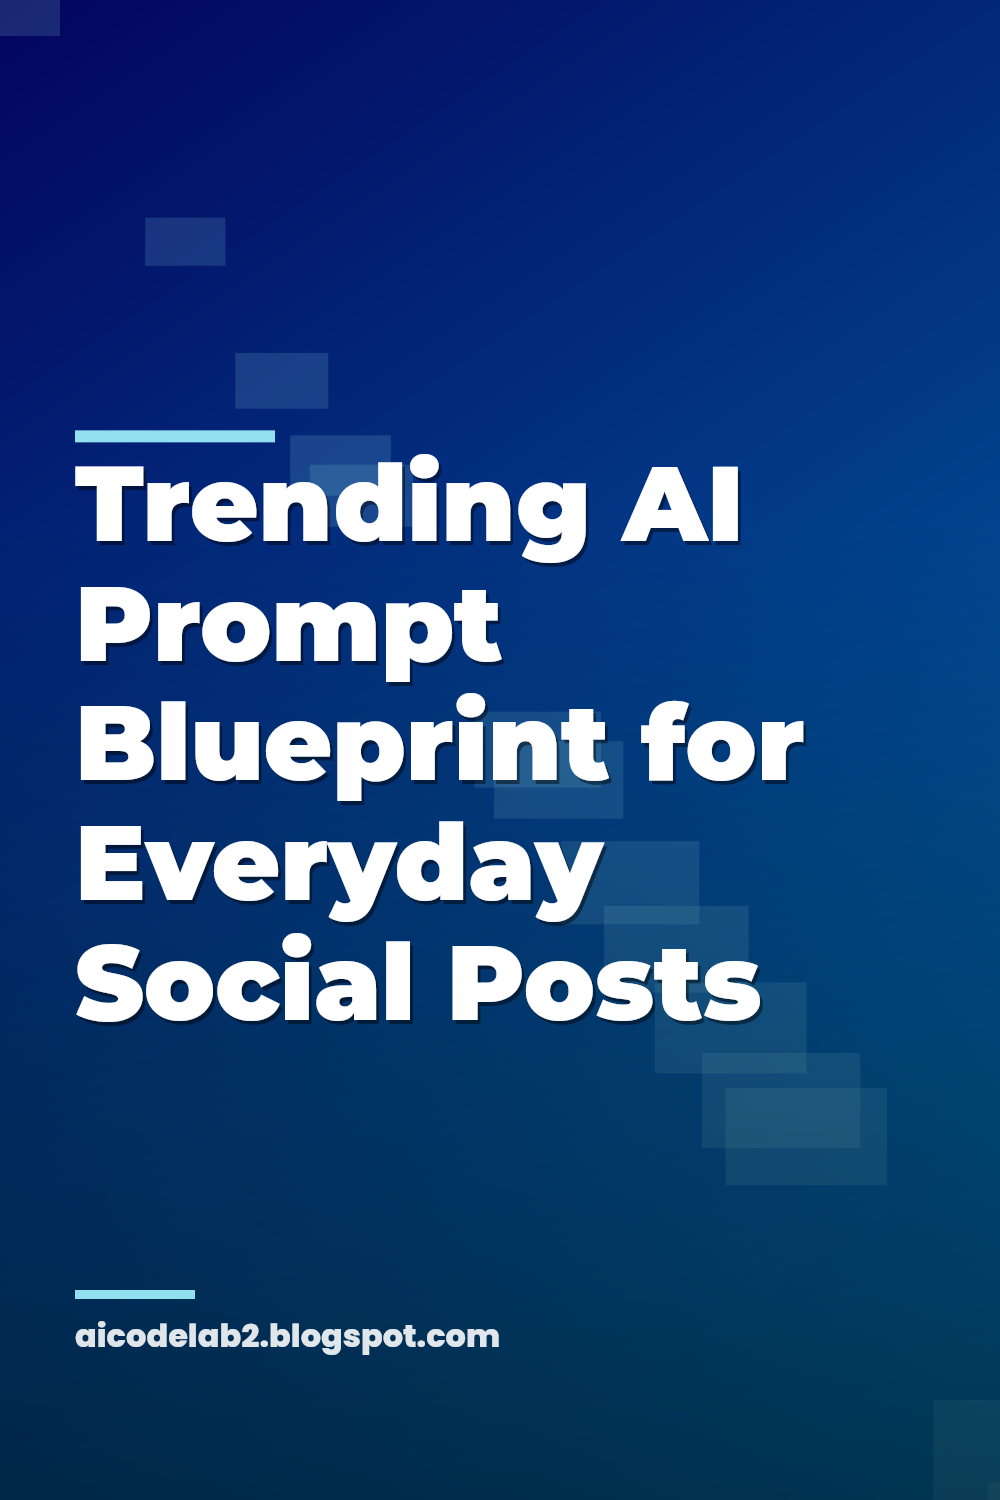 Trending AI
Prompt
Blueprint for
Everyday
Social Posts
aicodelab2.blogspot.com